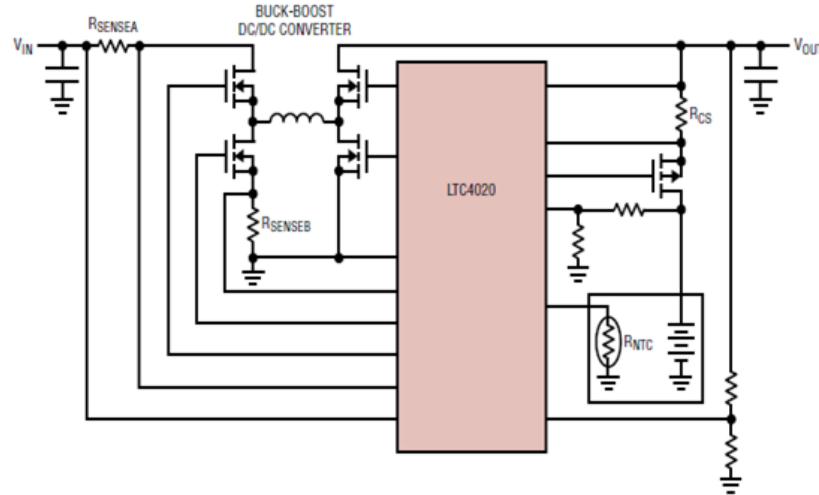 BUCK-BOOST
DC/DC CONVERTER
RSENSEA
VIN
VOUT
RCS
LTC4020
RSENSEB
RNTC